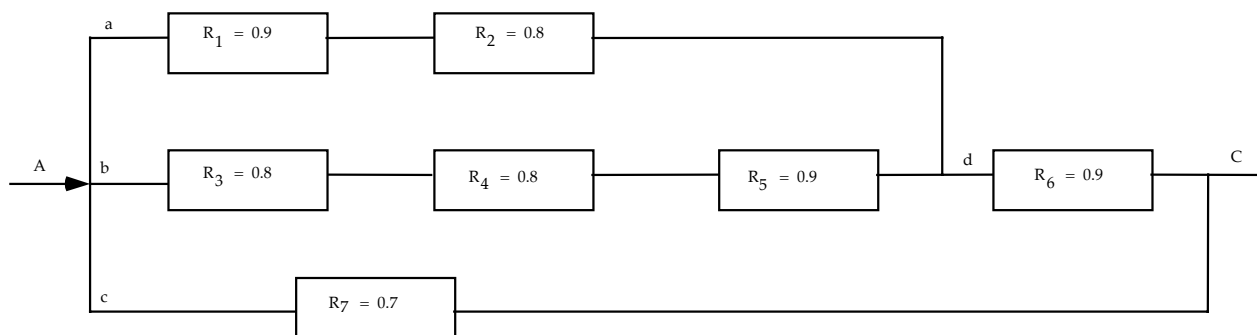 a
R1 = 0.9
R2 = 0.8
A
b
R3 = 0.8
R4 = 0.8
R5 = 0.9
d
R6 = 0.9
C
c
R7 = 0.7